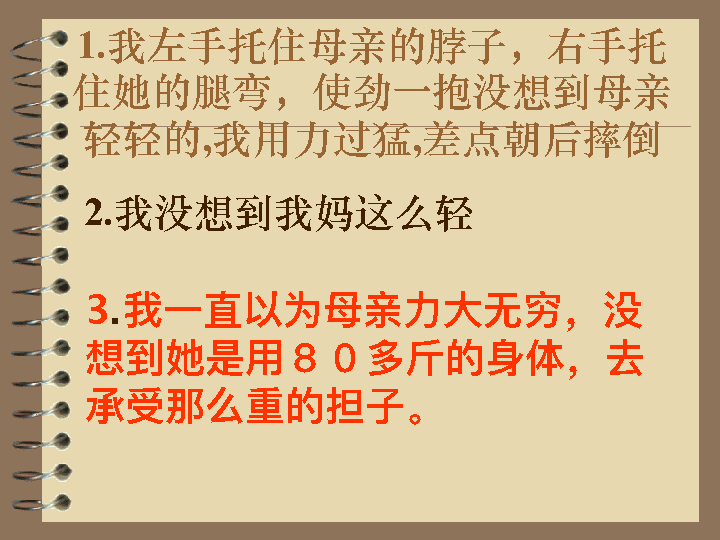 1.我左手托住母亲的脖子，右手托
住她的腿弯，使劲一抱没想到母亲
轻轻的,我用力过猛,差点朝后摔倒
2.我没想到我妈这么轻
3.我一直以为母亲力大无穷，没
想到她是用８０多斤的身体，去
承受那么重的担子。